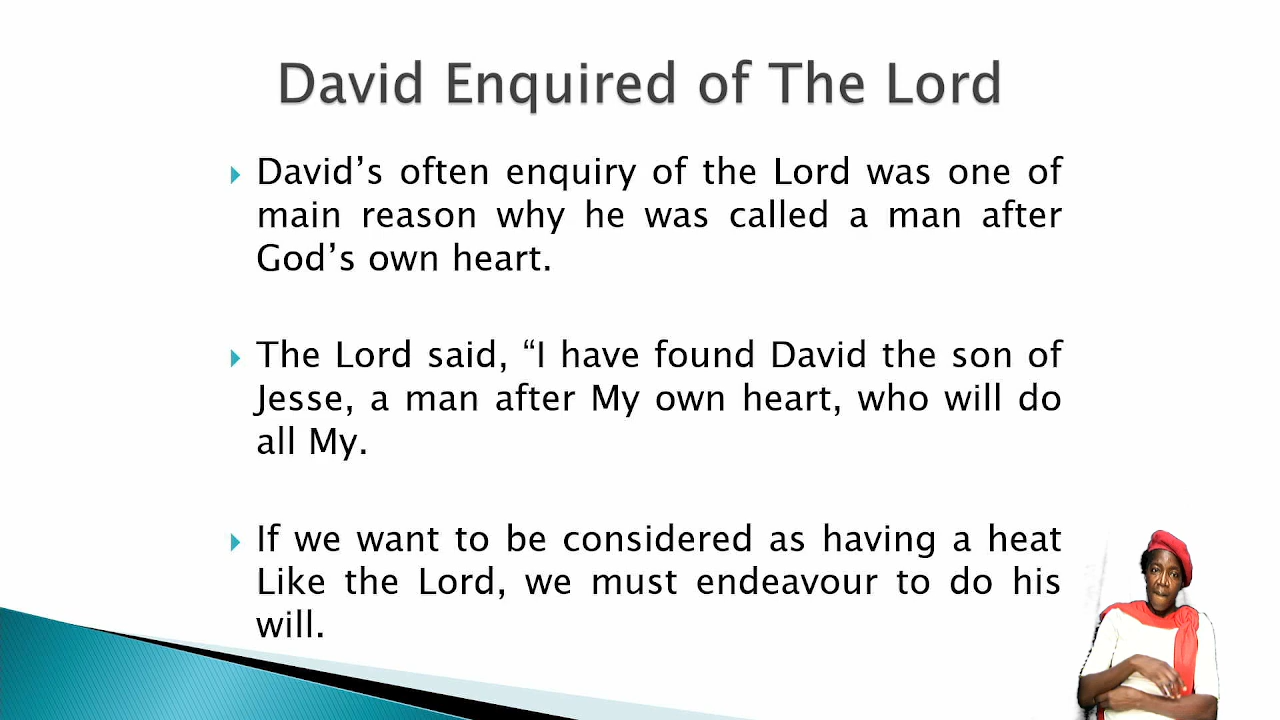 David Enquired of The Lord
David’s often enquiry of the Lord was one of
main reason why he was called a man after
God’s own heart.
The Lord said, “I have found David the son of
Jesse, a man after My own heart, who will do
all My.
If we want to be considered as having a heat
Like the Lord, we must endeavour to do his
will.